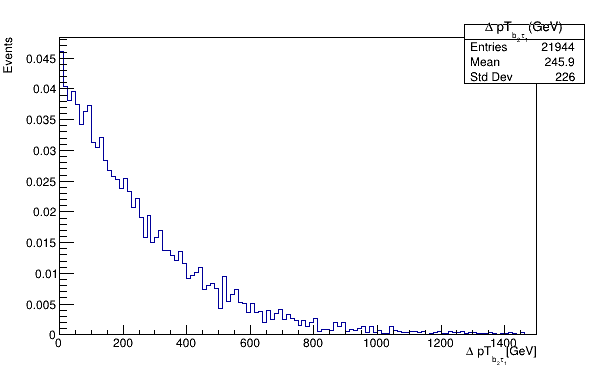 Δ pT_{b₂τ₁}(GeV)
Entries 21944
Mean 245.9
Std Dev 226
Events
0.045
0.04
0.035
0.03
0.025
0.02
0.015
0.01
0.005
0
0 200 400 600 800 1000 1200 1400
Δ pT_{b₂τ₁}[GeV]